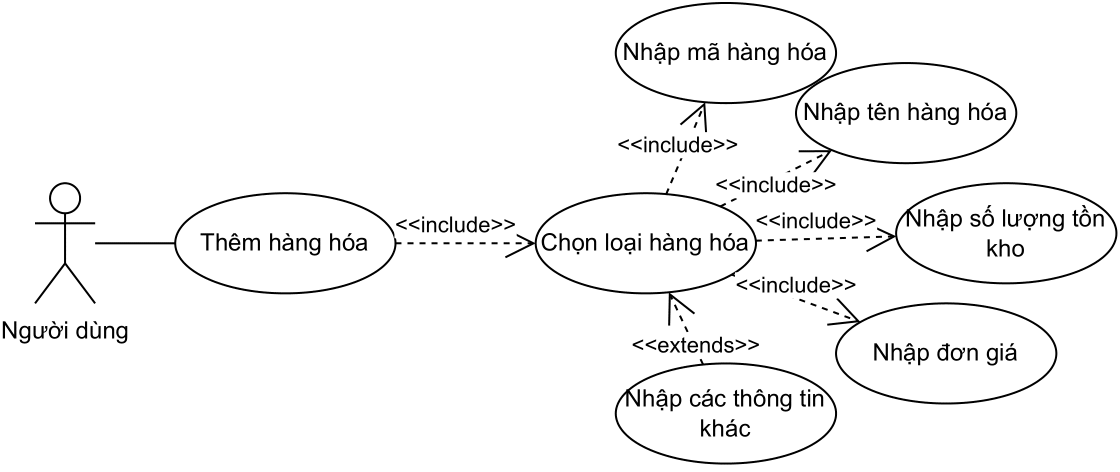 Nhập mã hàng hóa
Nhập tên hàng hóa
<<include>>
<<include>>
<<include>>
<<include>>
Thêm hàng hóa
Chọn loại hàng hóa
Nhập số lượng tồn
kho
<<include>>
Người dùng
<<extends>>
Nhập đơn giá
Nhập các thông tin
khác